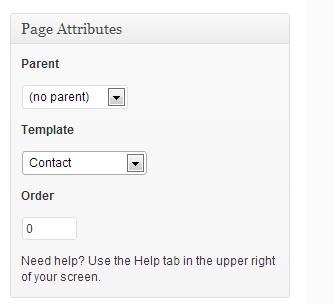 Page Attributes
Parent
(no parent)
Template
Contact
Order
0
Need help? Use the Help tab in the upper right
of your screen.